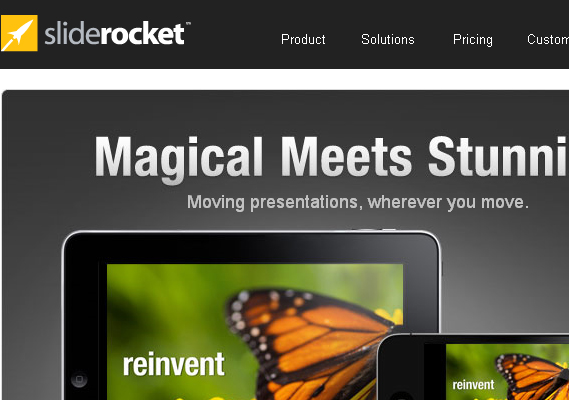 sliderocket™
Product Solutions Pricing Custom
Magical Meets Stunni
Moving presentations, wherever you move.
reinvent
reinvent